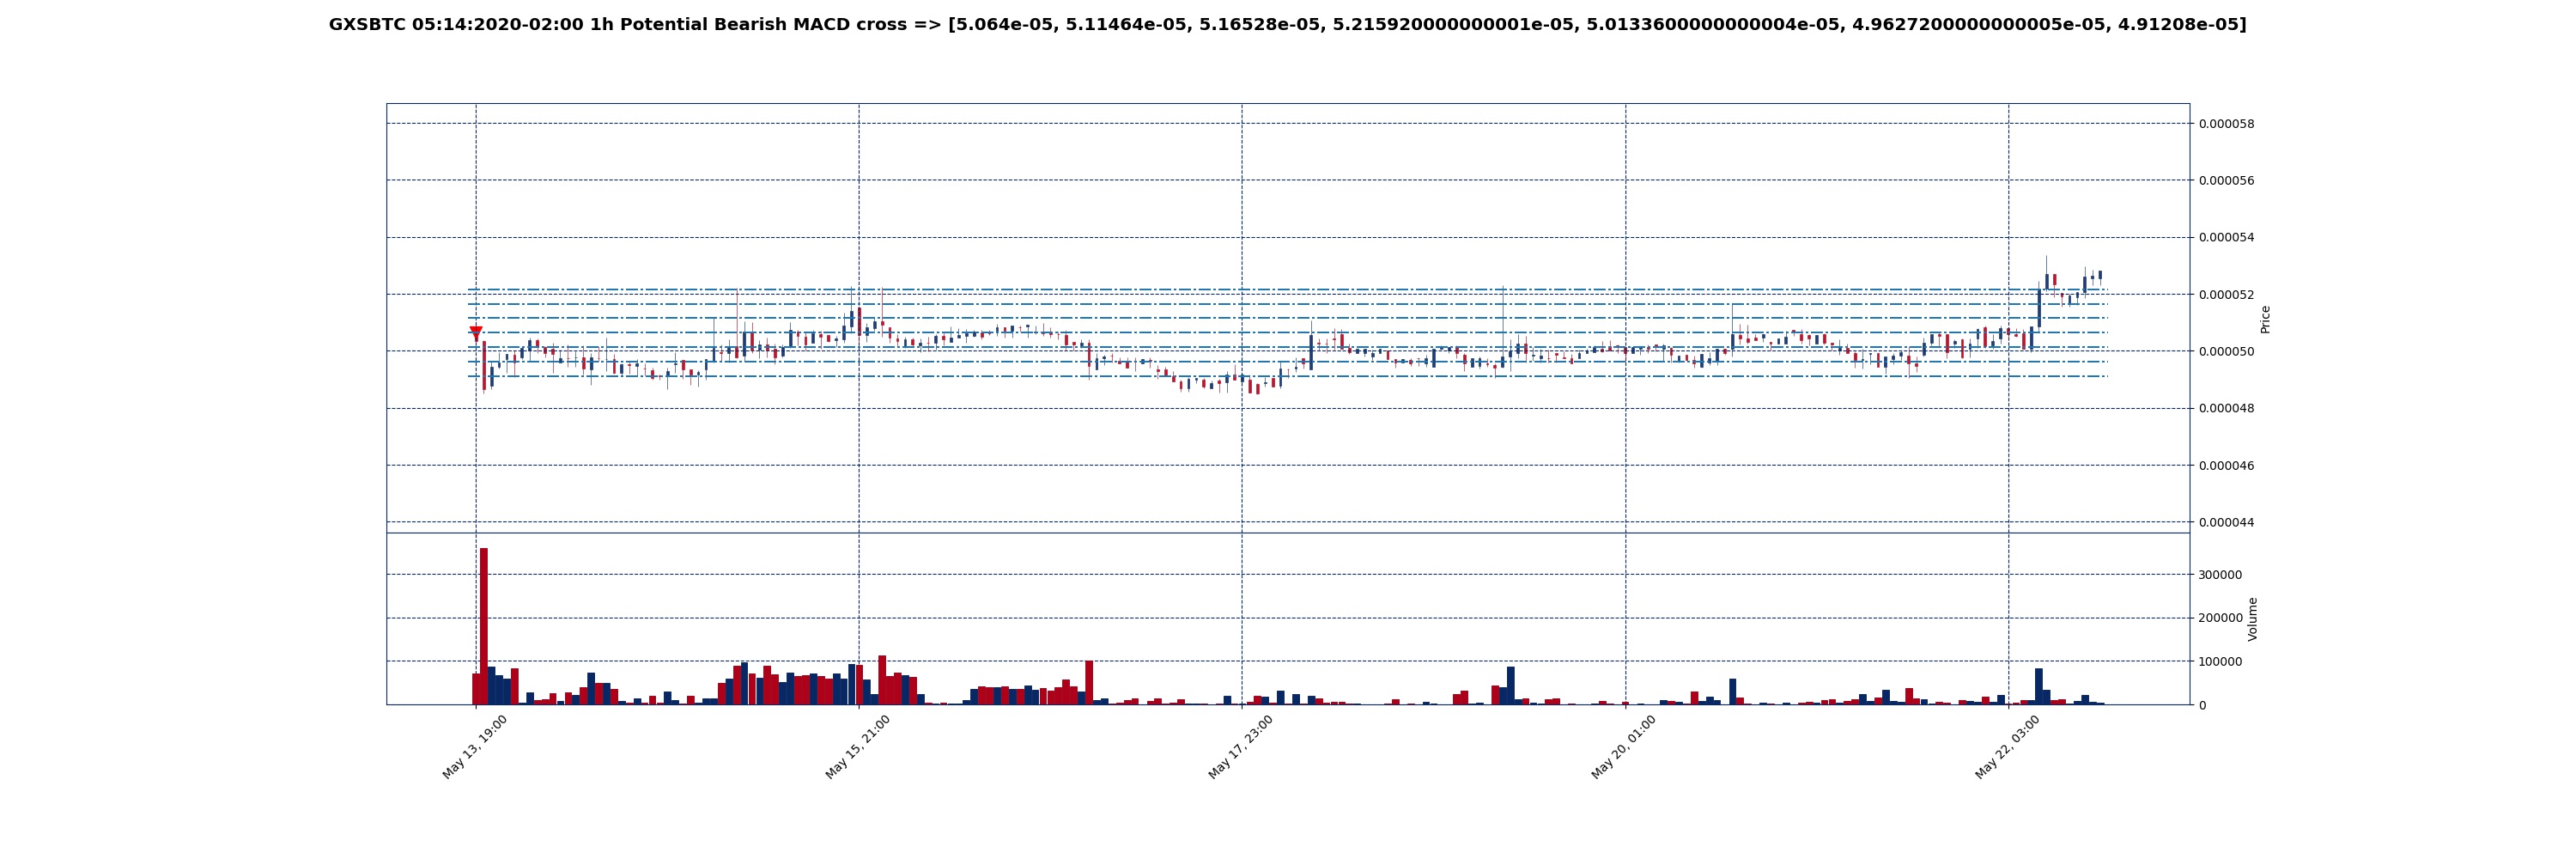 GXSBTC 05:14:2020-02:00 1h Potential Bearish MACD cross => [5.064e-05, 5.11464e-05, 5.16528e-05, 5.215920000000001e-05, 5.0133600000000004e-05, 4.9627200000000005e-05, 4.91208e-05]
0.000058
0.000056
0.000054
0.000052
Price
0.000050
0.000048
0.000046
0.000044
300000
200000
Volume
100000
0
May 13, 19:00
May 15, 21:00
May 17, 23:00
May 20, 01:00
May 22, 03:00